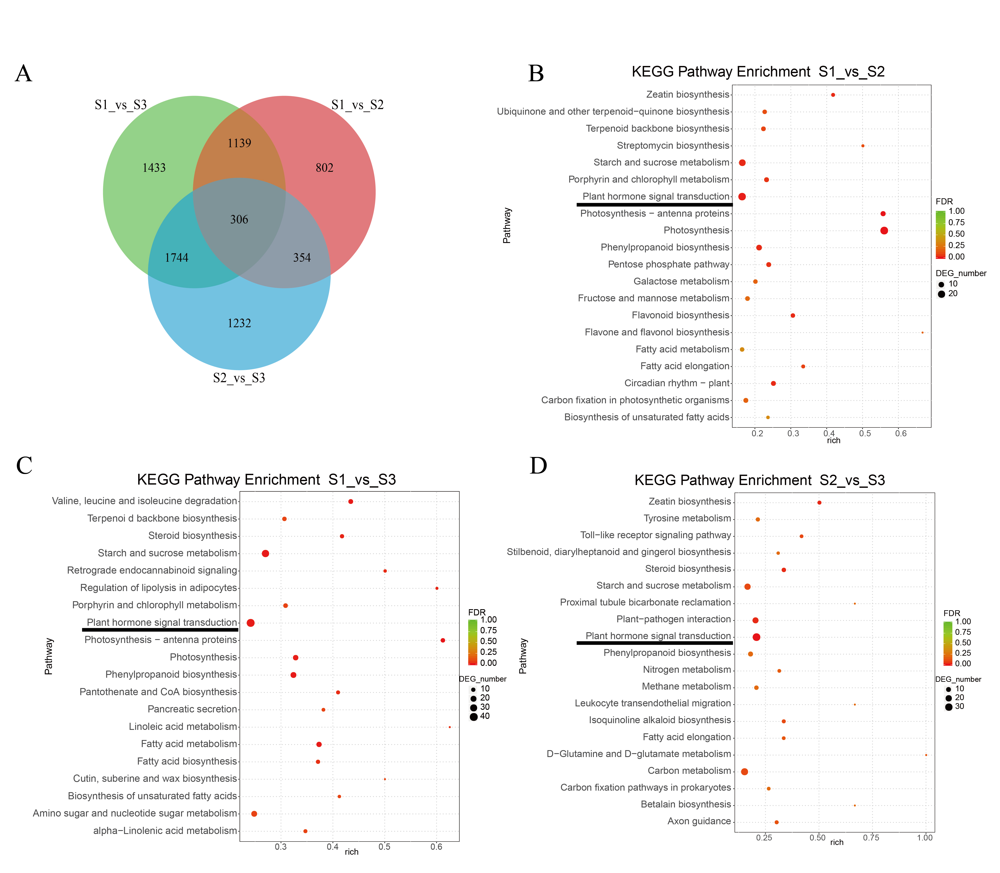 A
S1_vs_S3
S1_vs_S2
1139
1433
802
306
1744
354
1232
S2_vs_S3
B
KEGG Pathway Enrichment S1_vs_S2
Zeatin biosynthesis
Ubiquinone and other terpenoid−quinone biosynthesis
Terpenoid backbone biosynthesis
Streptomycin biosynthesis
Starch and sucrose metabolism
Porphyrin and chlorophyll metabolism
Plant hormone signal transduction
Photosynthesis − antenna proteins
Photosynthesis
Phenylpropanoid biosynthesis
Pentose phosphate pathway
Galactose metabolism
Fructose and mannose metabolism
Flavonoid biosynthesis
Flavone and flavonol biosynthesis
Fatty acid metabolism
Fatty acid elongation
Circadian rhythm − plant
Carbon fixation in photosynthetic organisms
Biosynthesis of unsaturated fatty acids
Pathway
0.2 0.3 0.4 0.5 0.6
rich
FDR
1.00
0.75
0.50
0.25
0.00
DEG_number
10
20
C
KEGG Pathway Enrichment S1_vs_S3
Valine, leucine and isoleucine degradation
Terpenoi d backbone biosynthesis
Steroid biosynthesis
Starch and sucrose metabolism
Retrograde endocannabinoid signaling
Regulation of lipolysis in adipocytes
Porphyrin and chlorophyll metabolism
Plant hormone signal transduction
Photosynthesis − antenna proteins
Photosynthesis
Phenylpropanoid biosynthesis
Pantothenate and CoA biosynthesis
Pancreatic secretion
Linoleic acid metabolism
Fatty acid metabolism
Fatty acid biosynthesis
Cutin, suberine and wax biosynthesis
Biosynthesis of unsaturated fatty acids
Amino sugar and nucleotide sugar metabolism
alpha−Linolenic acid metabolism
Pathway
0.3 0.4 0.5 0.6
rich
FDR
1.00
0.75
0.50
0.25
0.00
DEG_number
10
20
30
40
D
KEGG Pathway Enrichment S2_vs_S3
Zeatin biosynthesis
Tyrosine metabolism
Toll−like receptor signaling pathway
Stilbenoid, diarylheptanoid and gingerol biosynthesis
Steroid biosynthesis
Starch and sucrose metabolism
Proximal tubule bicarbonate reclamation
Plant−pathogen interaction
Plant hormone signal transduction
Phenylpropanoid biosynthesis
Nitrogen metabolism
Methane metabolism
Leukocyte transendothelial migration
Isoquinoline alkaloid biosynthesis
Fatty acid elongation
D−Glutamine and D−glutamate metabolism
Carbon metabolism
Carbon fixation pathways in prokaryotes
Betalain biosynthesis
Axon guidance
Pathway
0.25 0.50 0.75 1.00
rich
FDR
1.00
0.75
0.50
0.25
0.00
DEG_number
10
20
30